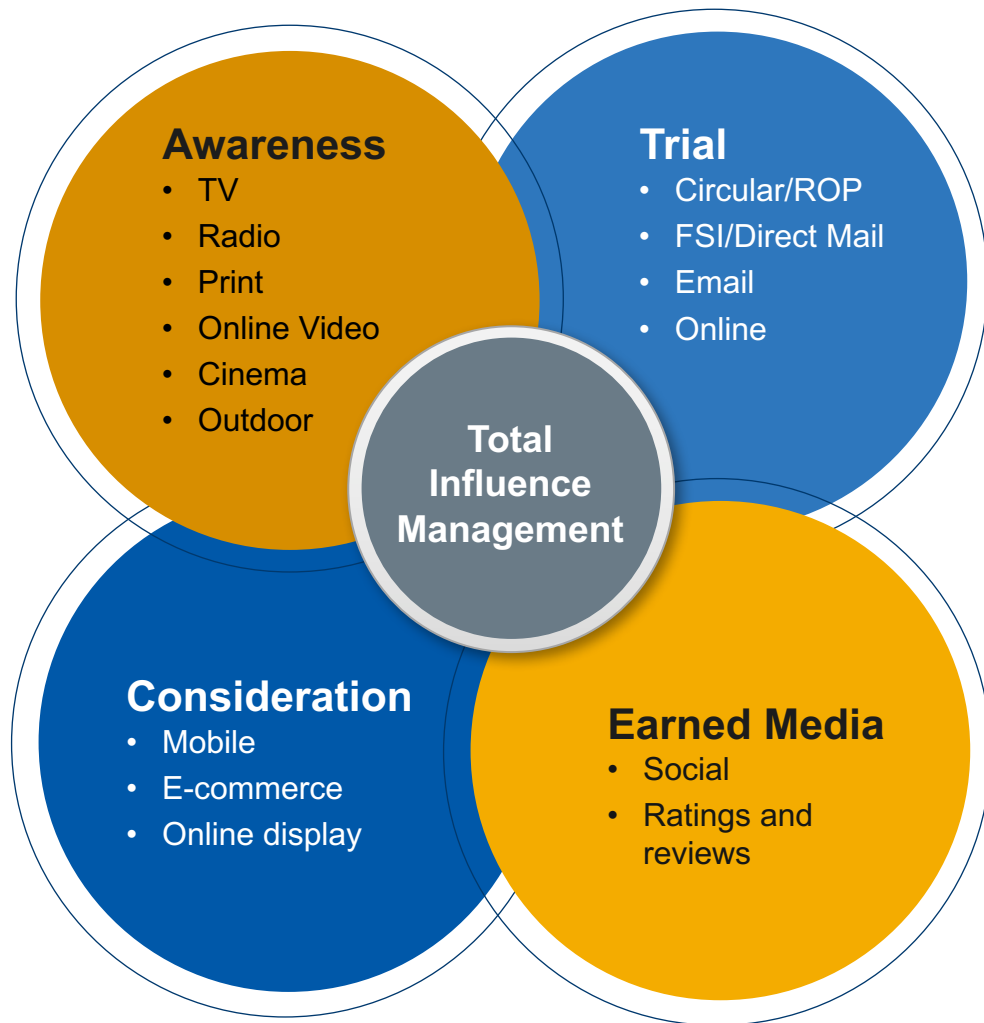 Awareness
• TV
• Radio
• Print
• Online Video
• Cinema
• Outdoor
Trial
• Circular/ROP
• FSI/Direct Mail
• Email
• Online
Total
Influence
Management
Consideration
• Mobile
• E-commerce
• Online display
Earned Media
• Social
• Ratings and
reviews